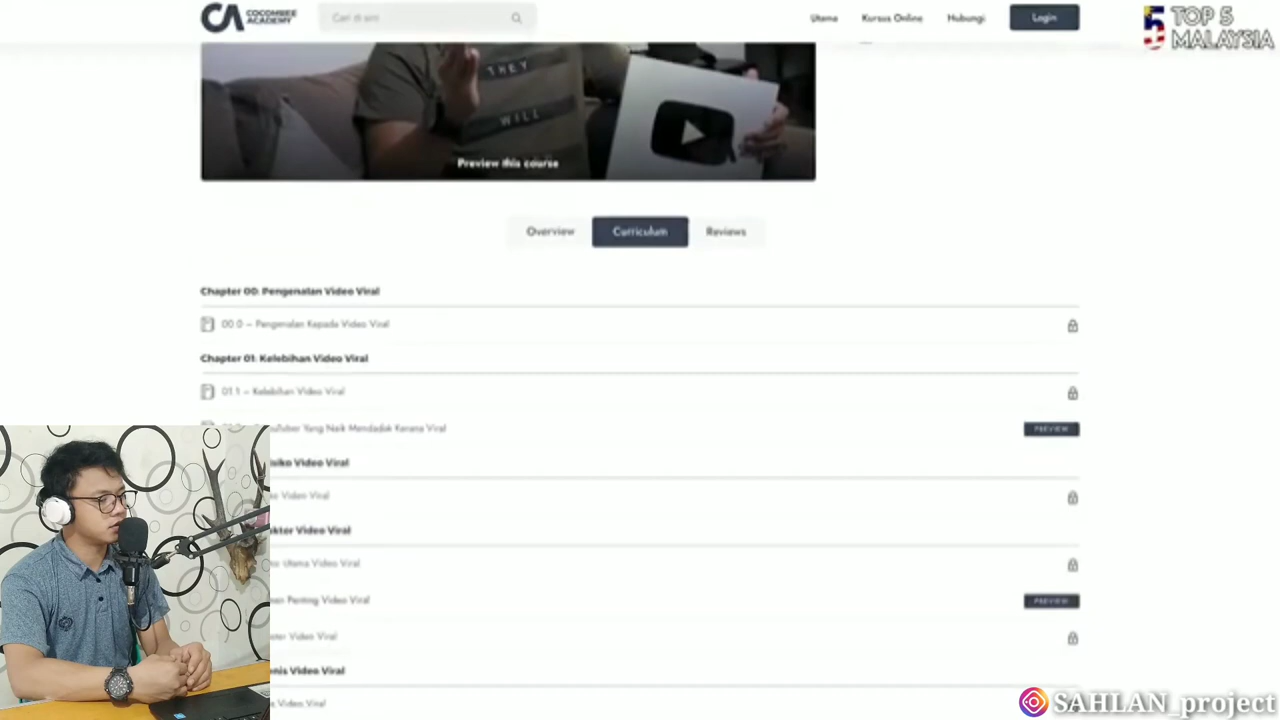 CA COCOMBEE ACADEMY
Cari di sini
Utama
Kursus Online
Hubungi
Login
5 TOP 5 MALAYSIA
THEY
WILL
Preview this course
Overview
Curriculum
Reviews
Chapter 00: Pengenalan Video Viral
00.0 – Pengenalan Kepada Video Viral
Chapter 01: Kelebihan Video Viral
01.1 – Kelebihan Video Viral
Yang Naik Mendadak Kerana Viral
PREVIEW
Video Viral
Video Viral
Video Viral
Utama Video Viral
Penting Video Viral
PREVIEW
Video Viral
Video Viral
Video Viral
SAHLAN_project